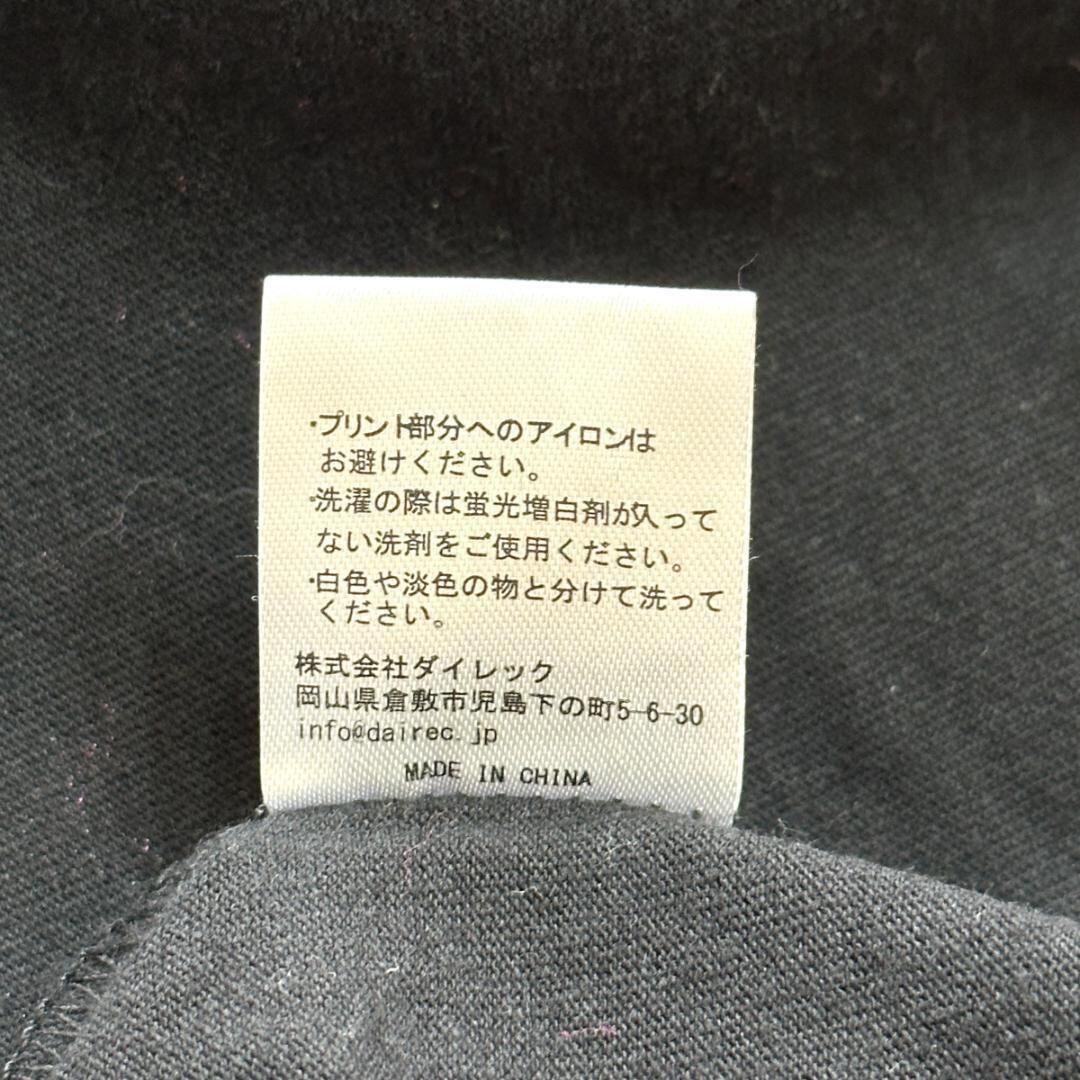 ・プリント部分へのアイロンは
お避けください。
・洗濯の際は蛍光増白剤が入って
ない洗剤をご使用ください。
・白色や淡色の物と分けて洗って
ください。
株式会社ダイレック
岡山県倉敷市児島下の町5-6-30
info@dairec.jp
MADE IN CHINA